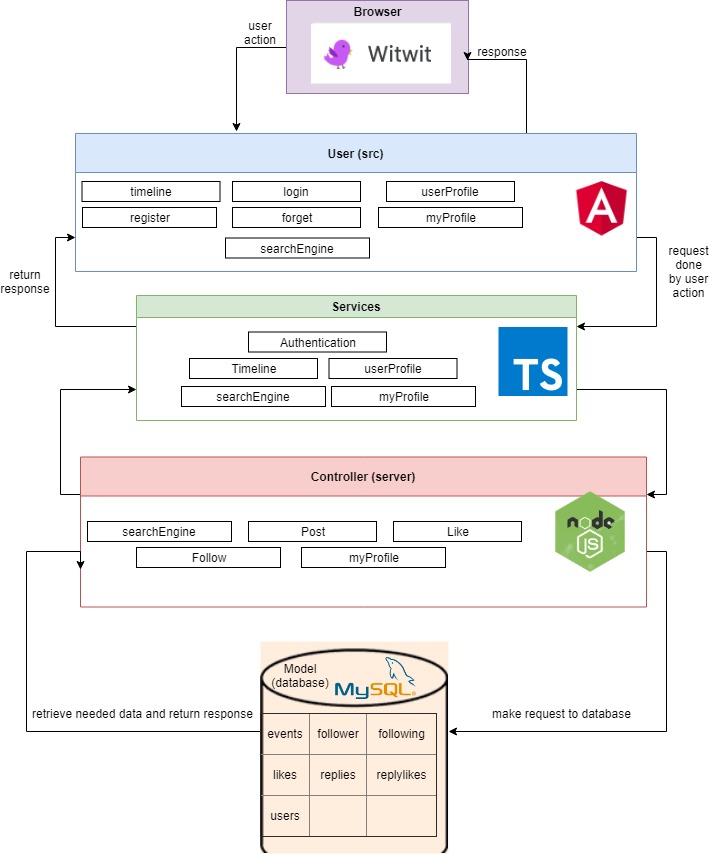 Browser
user
action
Witwit
response
User (src)
timeline
login
userProfile
register
forget
myProfile
searchEngine
return
response
request
done
by user
action
Services
Authentication
Timeline
userProfile
searchEngine
myProfile
TS
Controller (server)
searchEngine
Post
Like
Follow
myProfile
node
JS
Model
(database)
MySQL
retrieve needed data and return response
make request to database
events
follower
following
likes
replies
replylikes
users